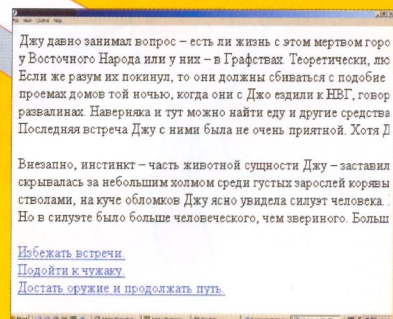 Джу давно занимал вопрос – есть ли жизнь с этом мертвом горо
у Восточного Народа или у них – в Графствах. Теоретически, лю
Если же разум их покинул, то они должны сбиваться с подобие
проемах домов той ночью, когда они с Джо ездили к НВГ, говор
развалинах. Наверняка и тут можно найти еду и другие средства
Последняя встреча Джу с ними была не очень приятной. Хотя Д
Внезапно, инстинкт – часть животной сущности Джу – заставил
скрывалась за небольшим холмом среди густых зарослей корявы
стволами, на куче обломков Джу ясно увидела силуэт человека.
Но в силуэте было больше человеческого, чем звериного. Больш
Избежать встречи.
Подойти к чужаку.
Достать оружие и продолжать путь.